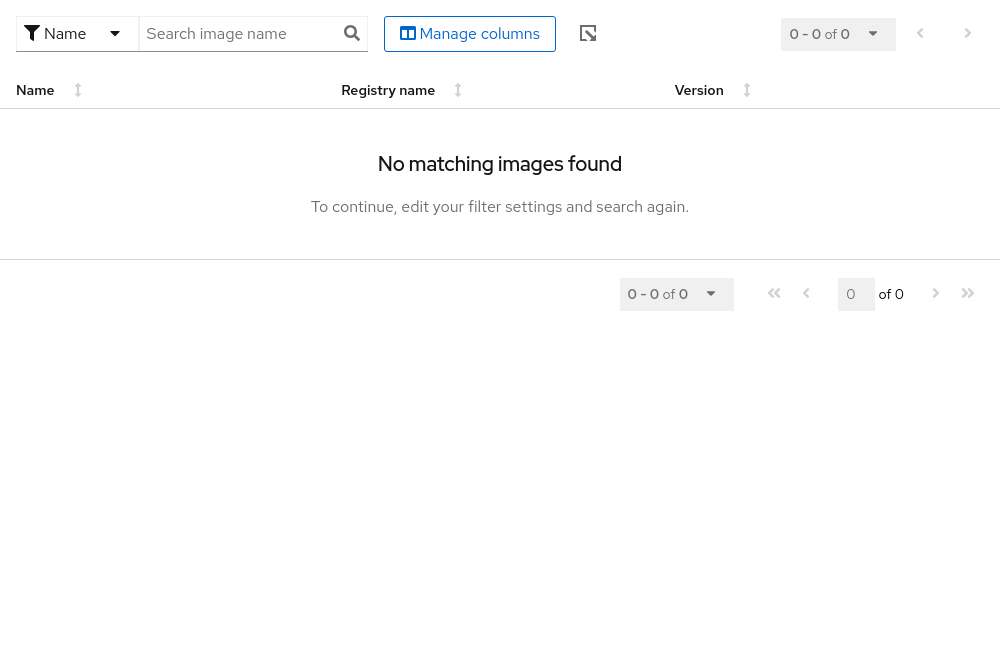 Name
Search image name
Manage columns
0 - 0 of 0
Name
Registry name
Version
No matching images found
To continue, edit your filter settings and search again.
0 - 0 of 0
0
of 0